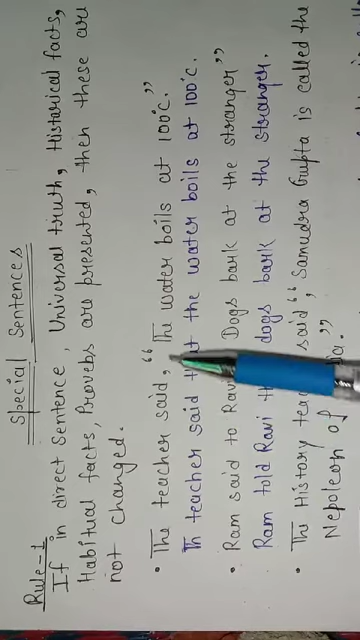 Special Sentences
Rule-1
If in direct Sentence, Universal truth, Historical facts,
Habitual facts, Proverbs are presented, then these are
not changed.
• The teacher said, "The water boils at 100°C."
Th teacher said that the water boils at 100°C.
• Ram said to Ravi Dogs bark at the stranger"
Ram told Ravi dogs bark at the stranger.
• The History said "Samudra Gupta is called the
Nepoleon of